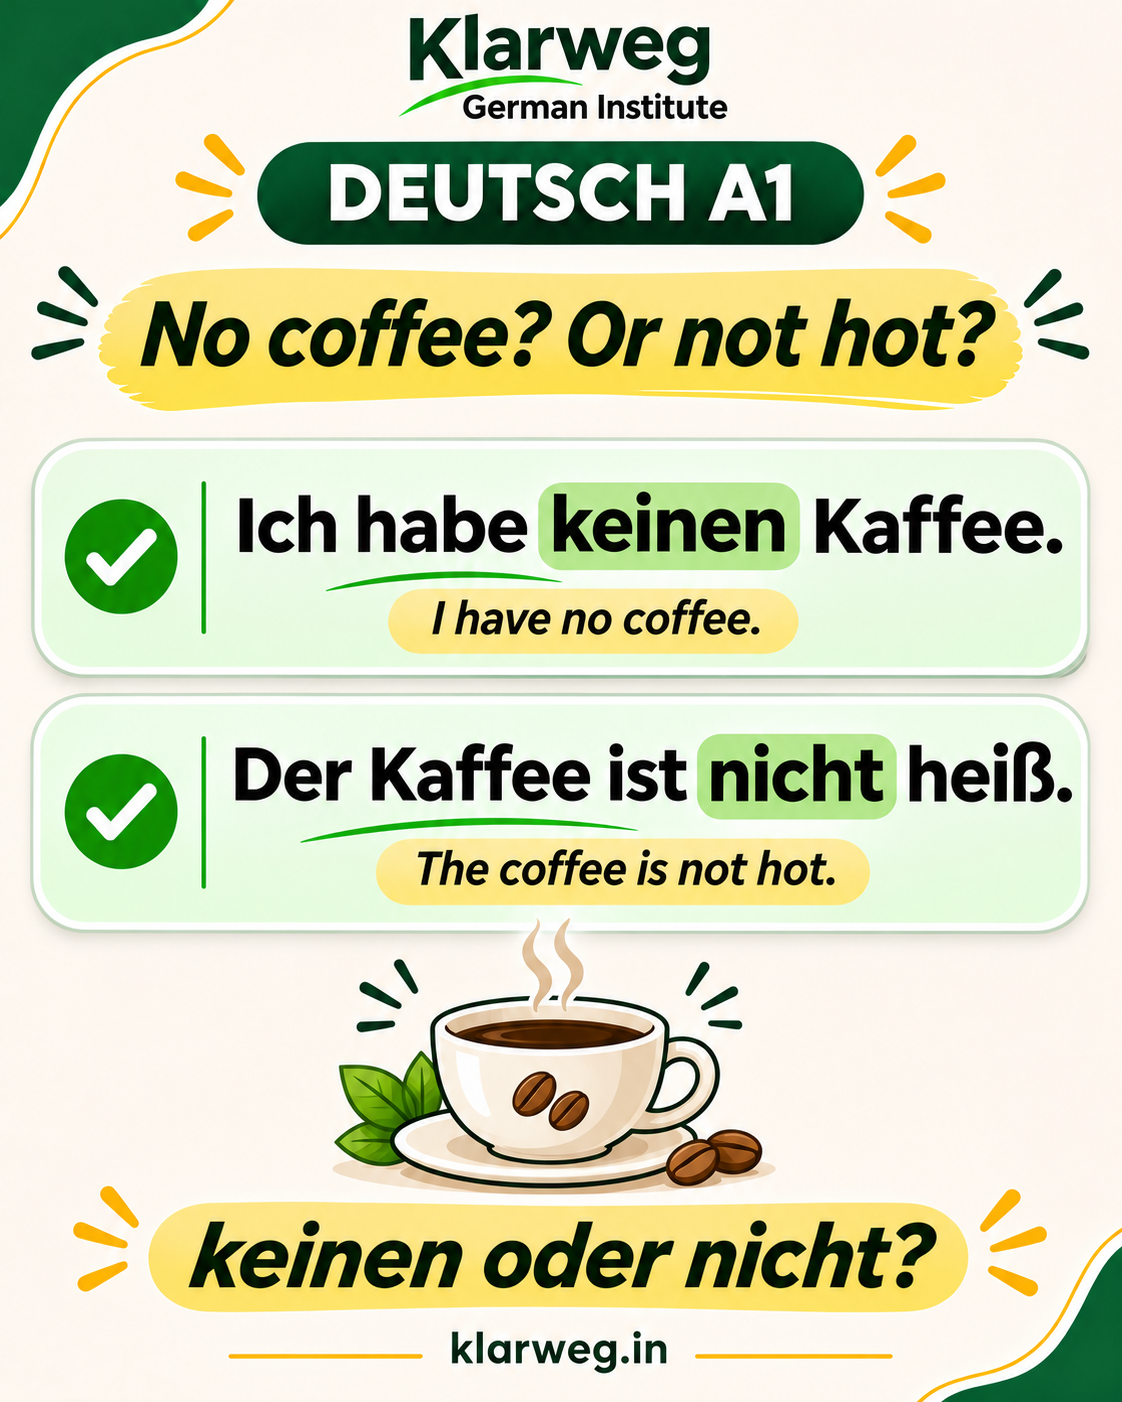 Klarweg
German Institute
DEUTSCH A1
No coffee? Or not hot?
Ich habe keinen Kaffee.
I have no coffee.
Der Kaffee ist nicht heiß.
The coffee is not hot.
keinen oder nicht?
klarweg.in